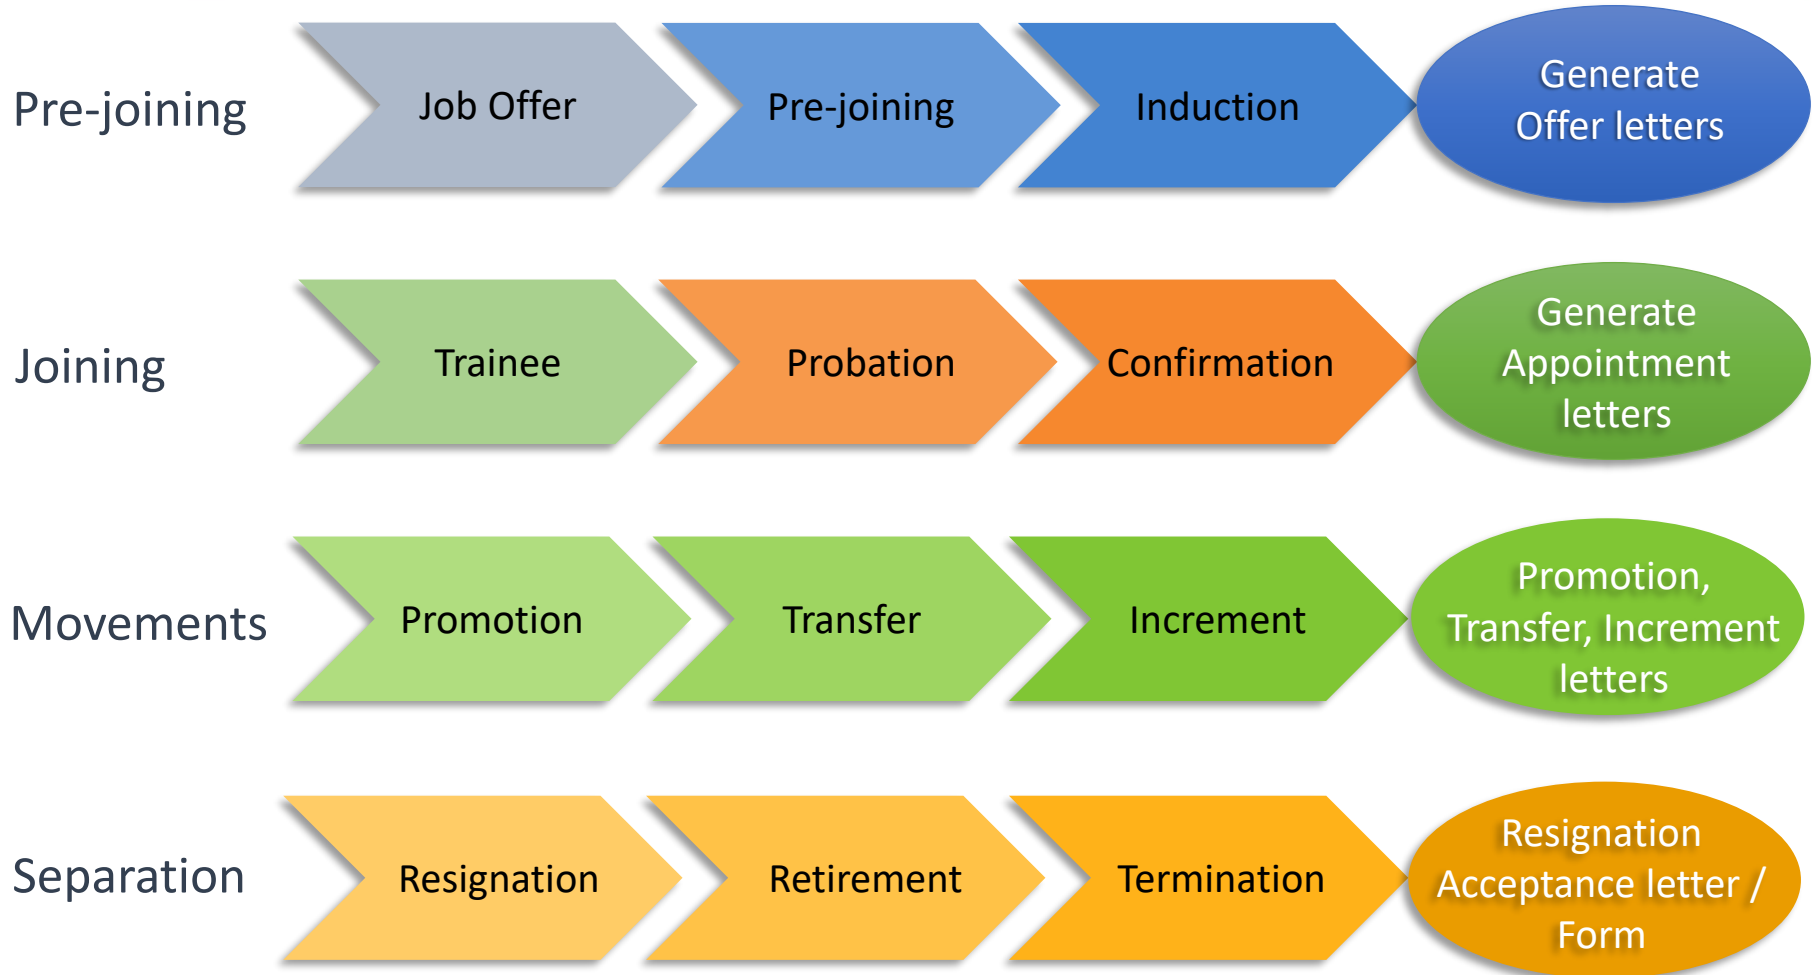 Pre-joining
Job Offer
Pre-joining
Induction
Generate
Offer letters
Joining
Trainee
Probation
Confirmation
Generate
Appointment
letters
Movements
Promotion
Transfer
Increment
Promotion,
Transfer, Increment
letters
Separation
Resignation
Retirement
Termination
Resignation
Acceptance letter /
Form